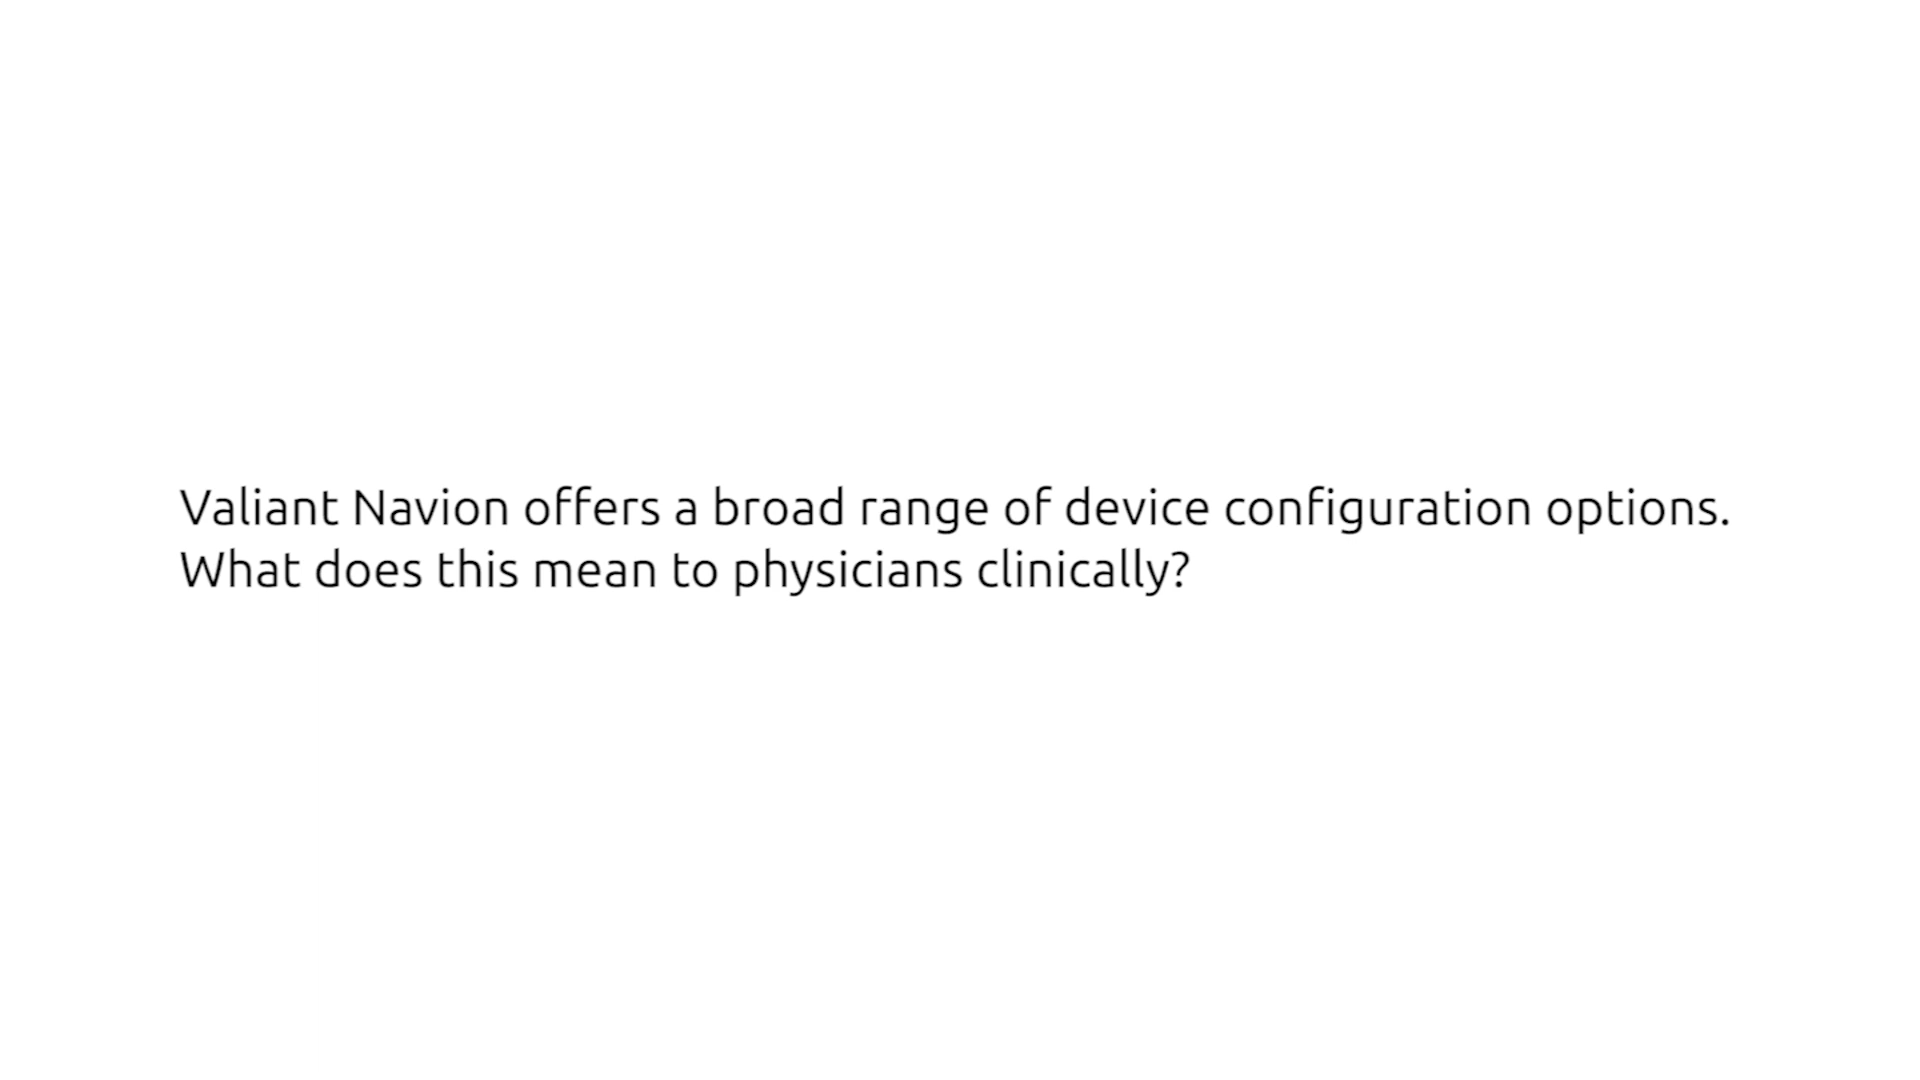 Valiant Navion offers a broad range of device configuration options.
What does this mean to physicians clinically?